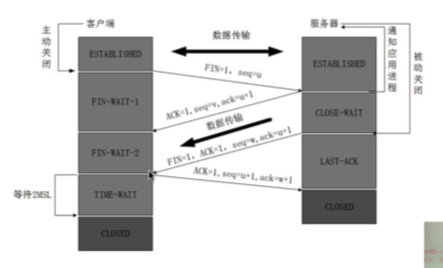 客户端
服务器
主动关闭
数据传输
通知应用进程
被动关闭
ESTABLISHED
ESTABLISHED
FIN=1, seq=u
FIN-WAIT-1
ACK=1,seq=v,ack=u+1
CLOSE-WAIT
数据传输
FIN-WAIT-2
FIN=1, ACK=1, seq=w,ack=u+1
LAST-ACK
ACK=1,seq=u+1,ack=w+1
等待2MSL
TIME-WAIT
CLOSED
CLOSED